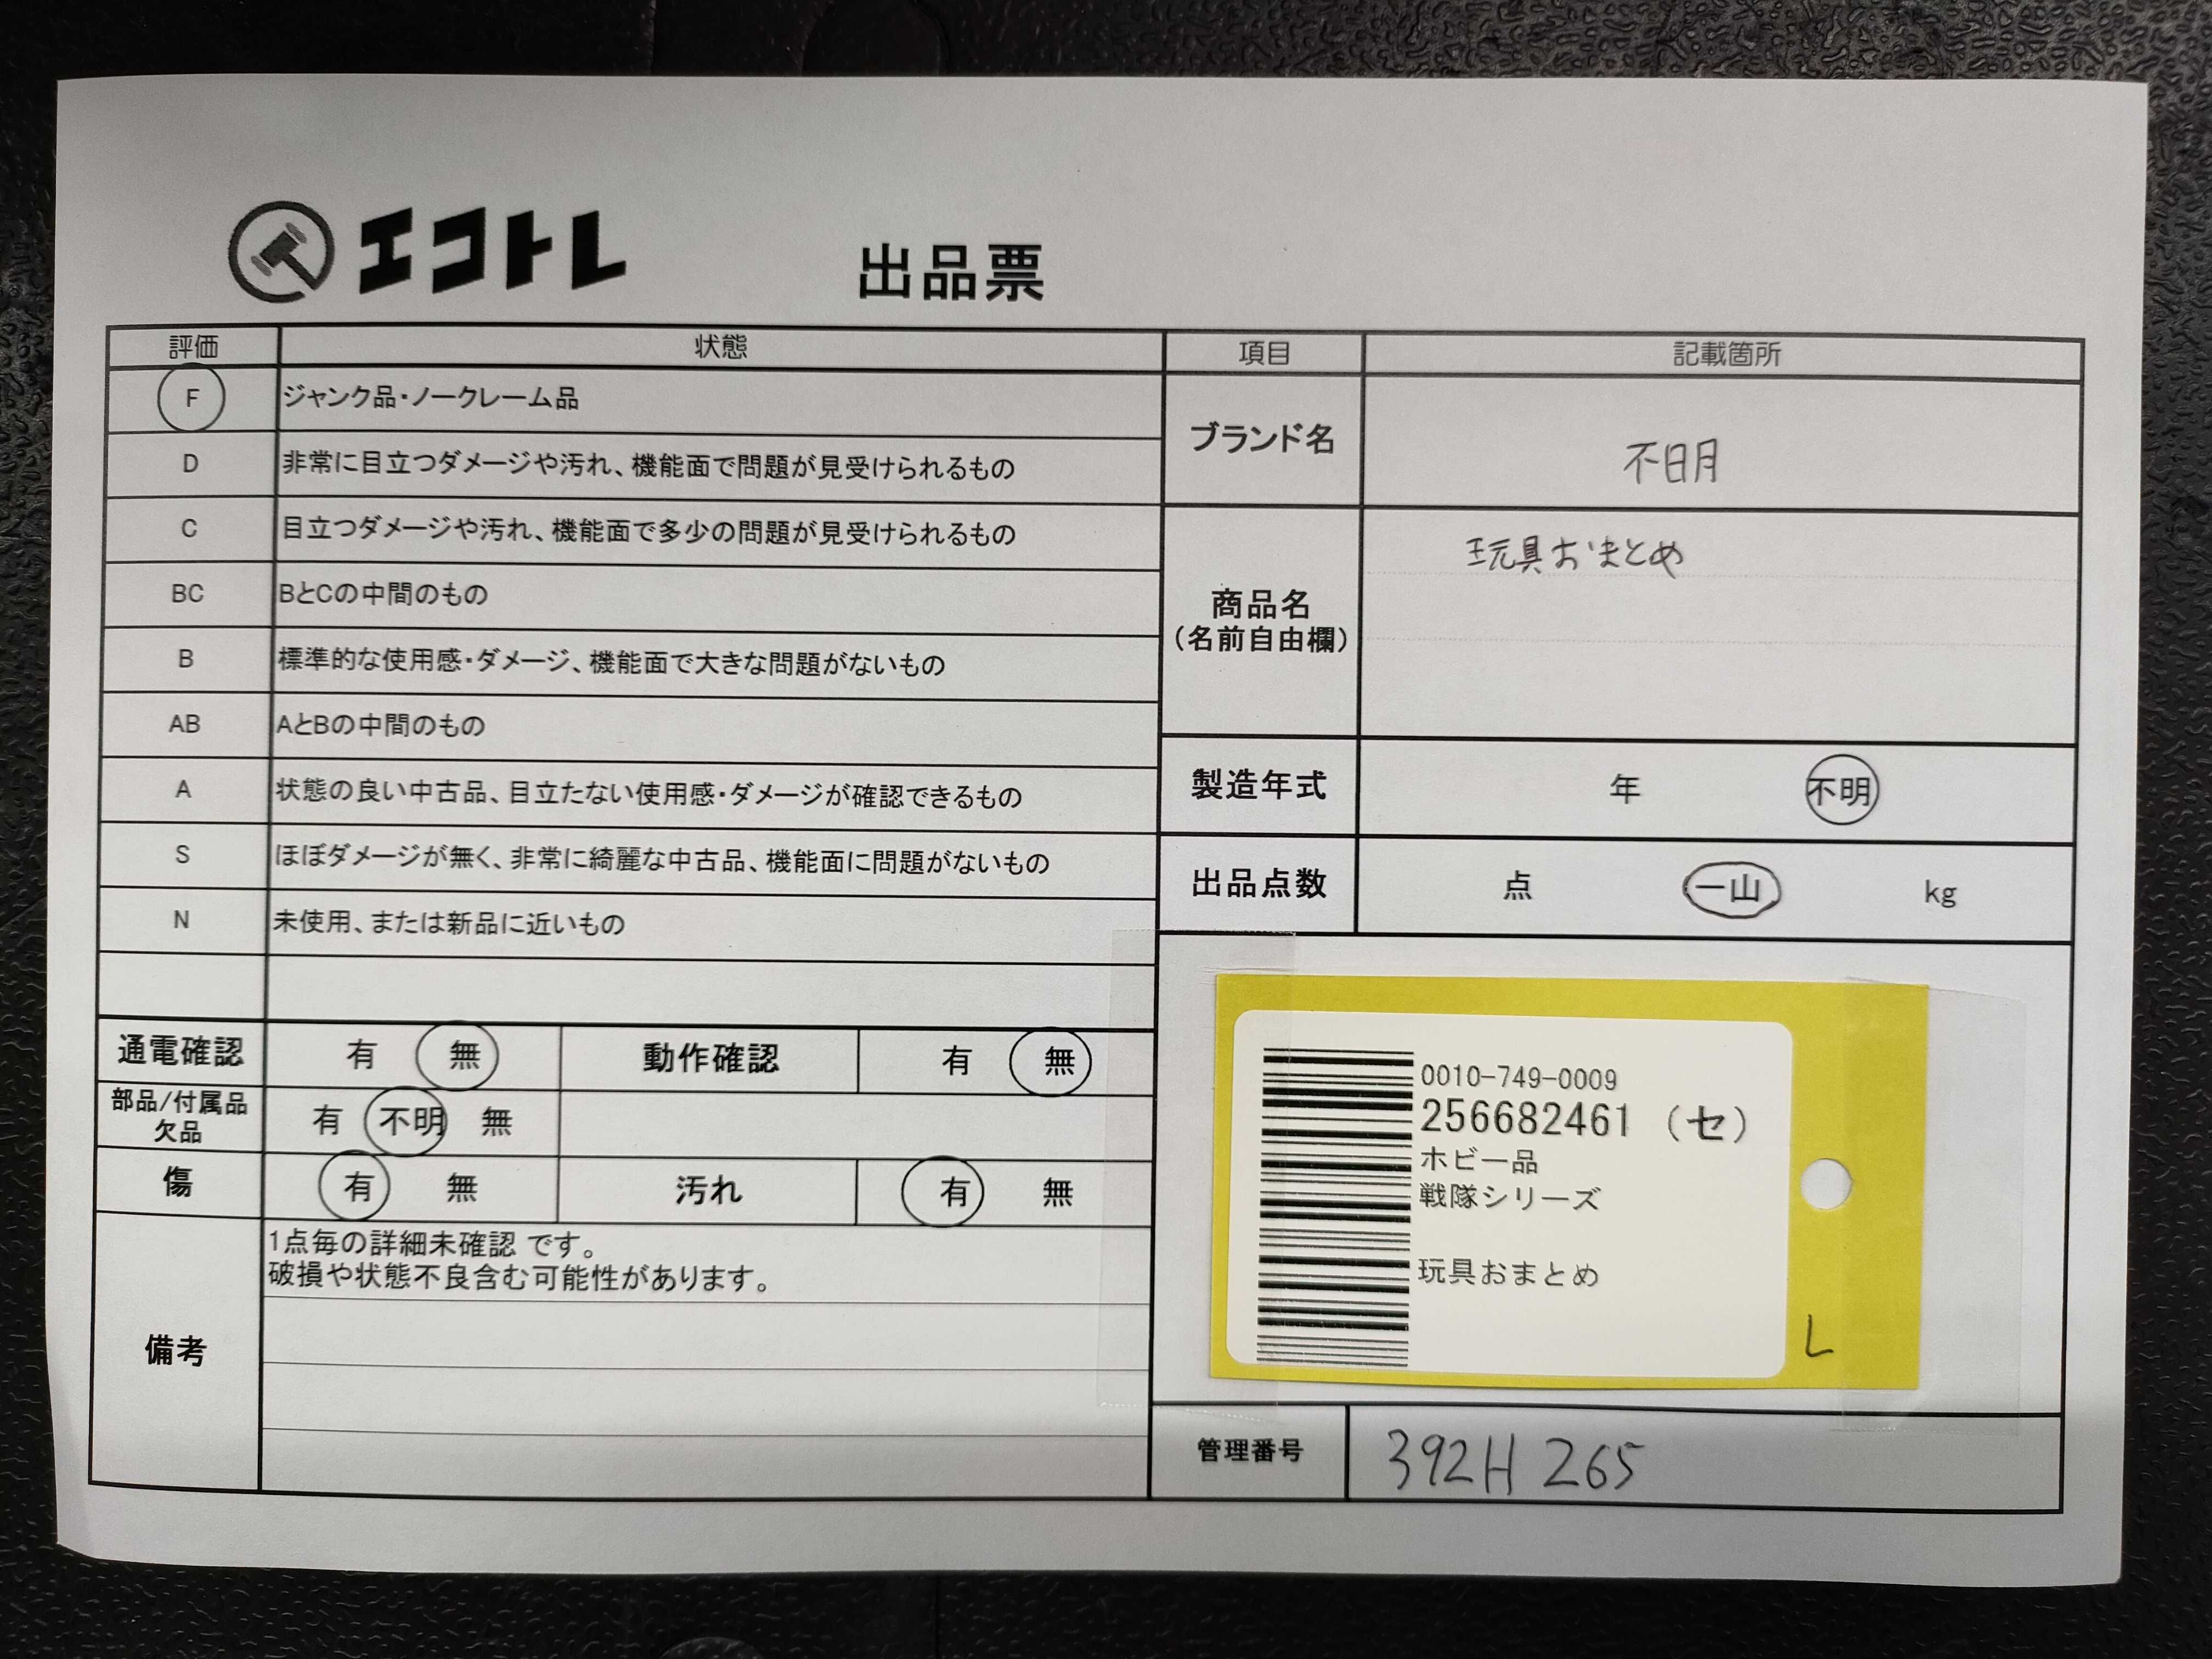 エコトレ
出品票
評価 状態
F ジャンク品・ノークレーム品
D 非常に目立つダメージや汚れ、機能面で問題が見受けられるもの
C 目立つダメージや汚れ、機能面で多少の問題が見受けられるもの
BC BとCの中間のもの
B 標準的な使用感・ダメージ、機能面で大きな問題がないもの
AB AとBの中間のもの
A 状態の良い中古品、目立たない使用感・ダメージが確認できるもの
S ほぼダメージが無く、非常に綺麗な中古品、機能面に問題がないもの
N 未使用、または新品に近いもの
通電確認 有 無 動作確認 有 無
部品/付属品
欠品 有 不明 無
傷 有 無 汚れ 有 無
備考
1点毎の詳細未確認 です。
破損や状態不良含む可能性があります。
項目 記載箇所
ブランド名 不明
商品名
(名前自由欄)
玩具おまとめ
製造年式 年 不明
出品点数 点 一山 kg
0010-749-0009
256682461 (セ)
ホビー品
戦隊シリーズ
玩具おまとめ
L
管理番号 392H 265